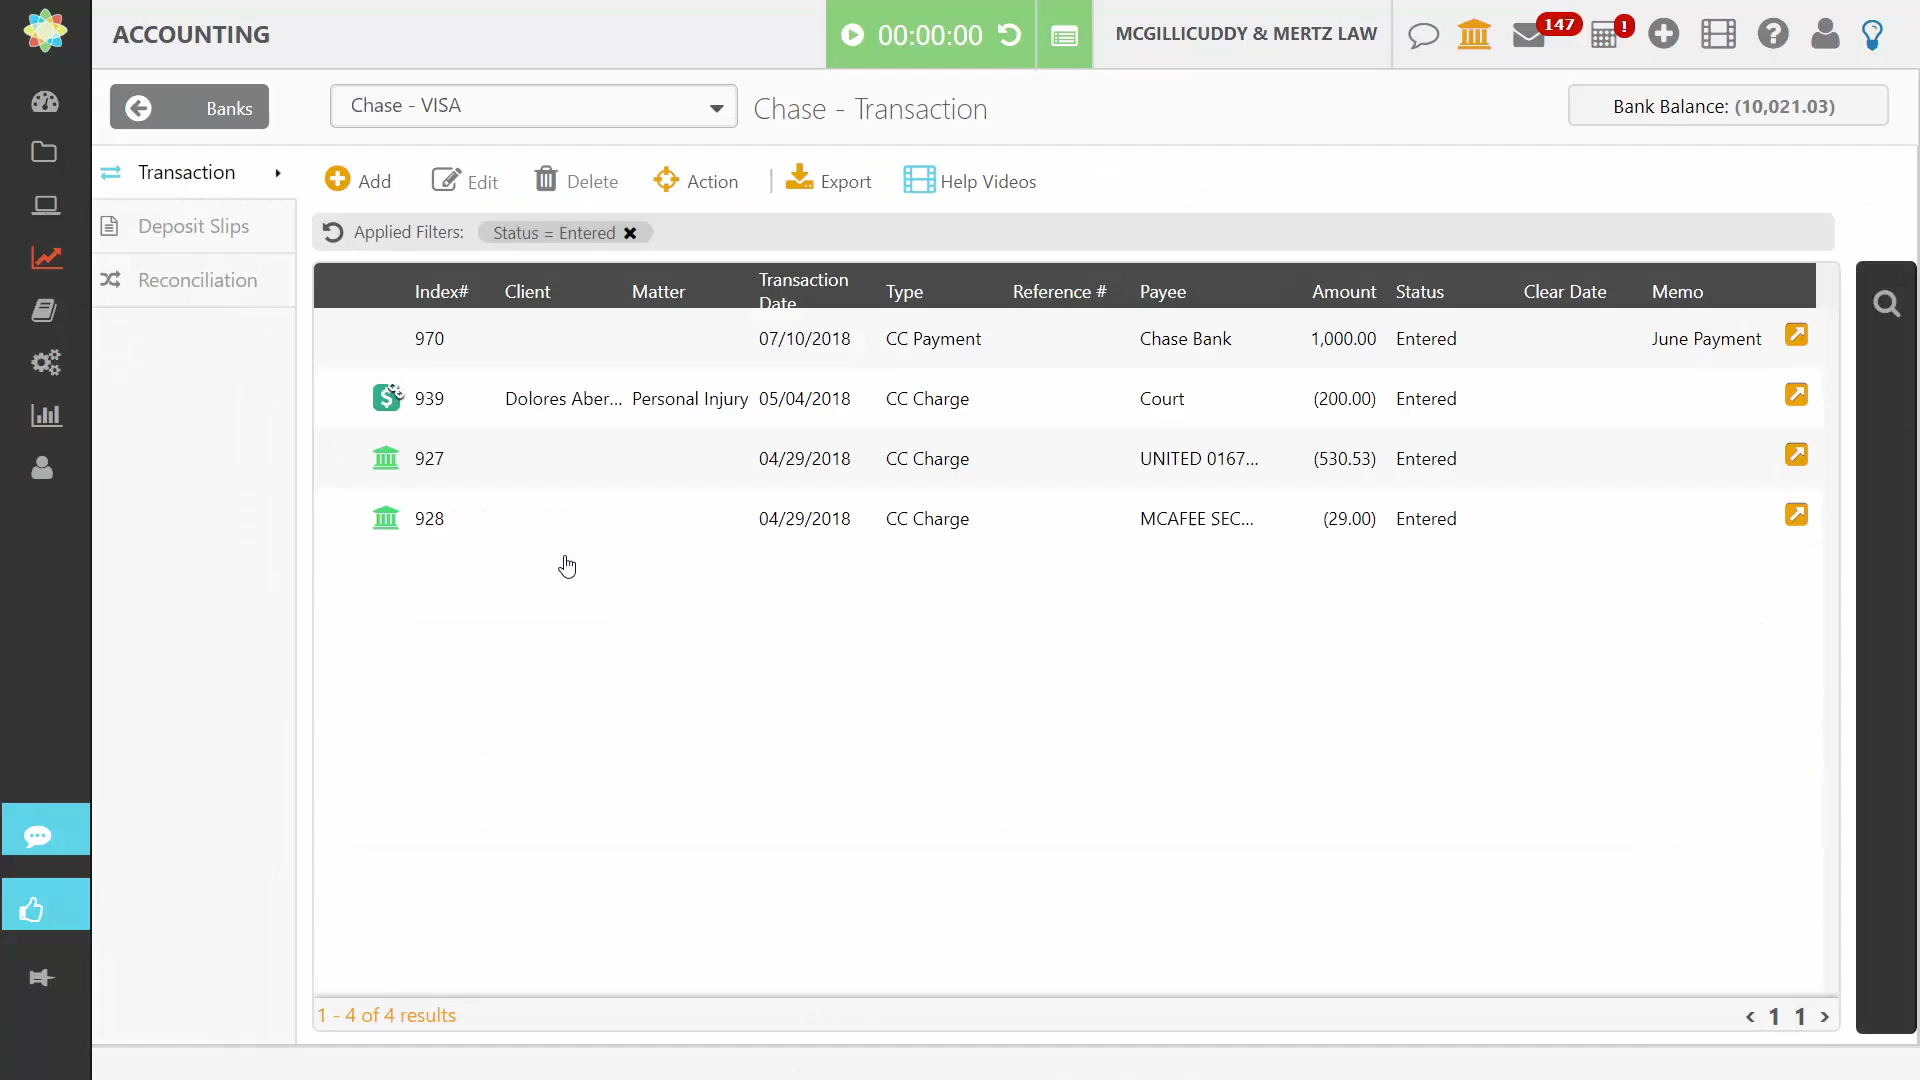 ACCOUNTING
00:00:00
MCGILLICUDDY & MERTZ LAW
147
!
Banks
Chase - VISA
Chase - Transaction
Bank Balance: (10,021.03)
Transaction
Deposit Slips
Reconciliation
Add Edit Delete Action | Export Help Videos
Applied Filters: Status = Entered
Index# Client Matter Transaction Date Type Reference # Payee Amount Status Clear Date Memo
970 07/10/2018 CC Payment Chase Bank 1,000.00 Entered June Payment
939 Dolores Aber... Personal Injury 05/04/2018 CC Charge Court (200.00) Entered
927 04/29/2018 CC Charge UNITED 0167... (530.53) Entered
928 04/29/2018 CC Charge MCAFEE SEC... (29.00) Entered
1 - 4 of 4 results
< 1 1 >